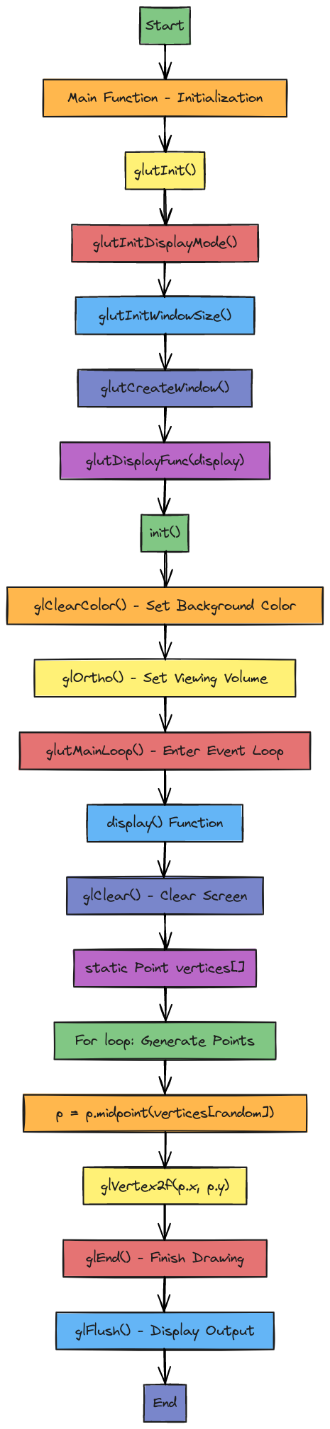 Start
Main Function - Initialization
glutInit()
glutInitDisplayMode()
glutInitWindowSize()
glutCreateWindow()
glutDisplayFunc(display)
init()
glClearColor() - Set Background Color
glOrtho() - Set Viewing Volume
glutMainLoop() - Enter Event Loop
display() Function
glClear() - Clear Screen
static Point vertices[]
For loop: Generate Points
p = p.midpoint(vertices[random])
glVertex2f(p.x, p.y)
glEnd() - Finish Drawing
glFlush() - Display Output
End